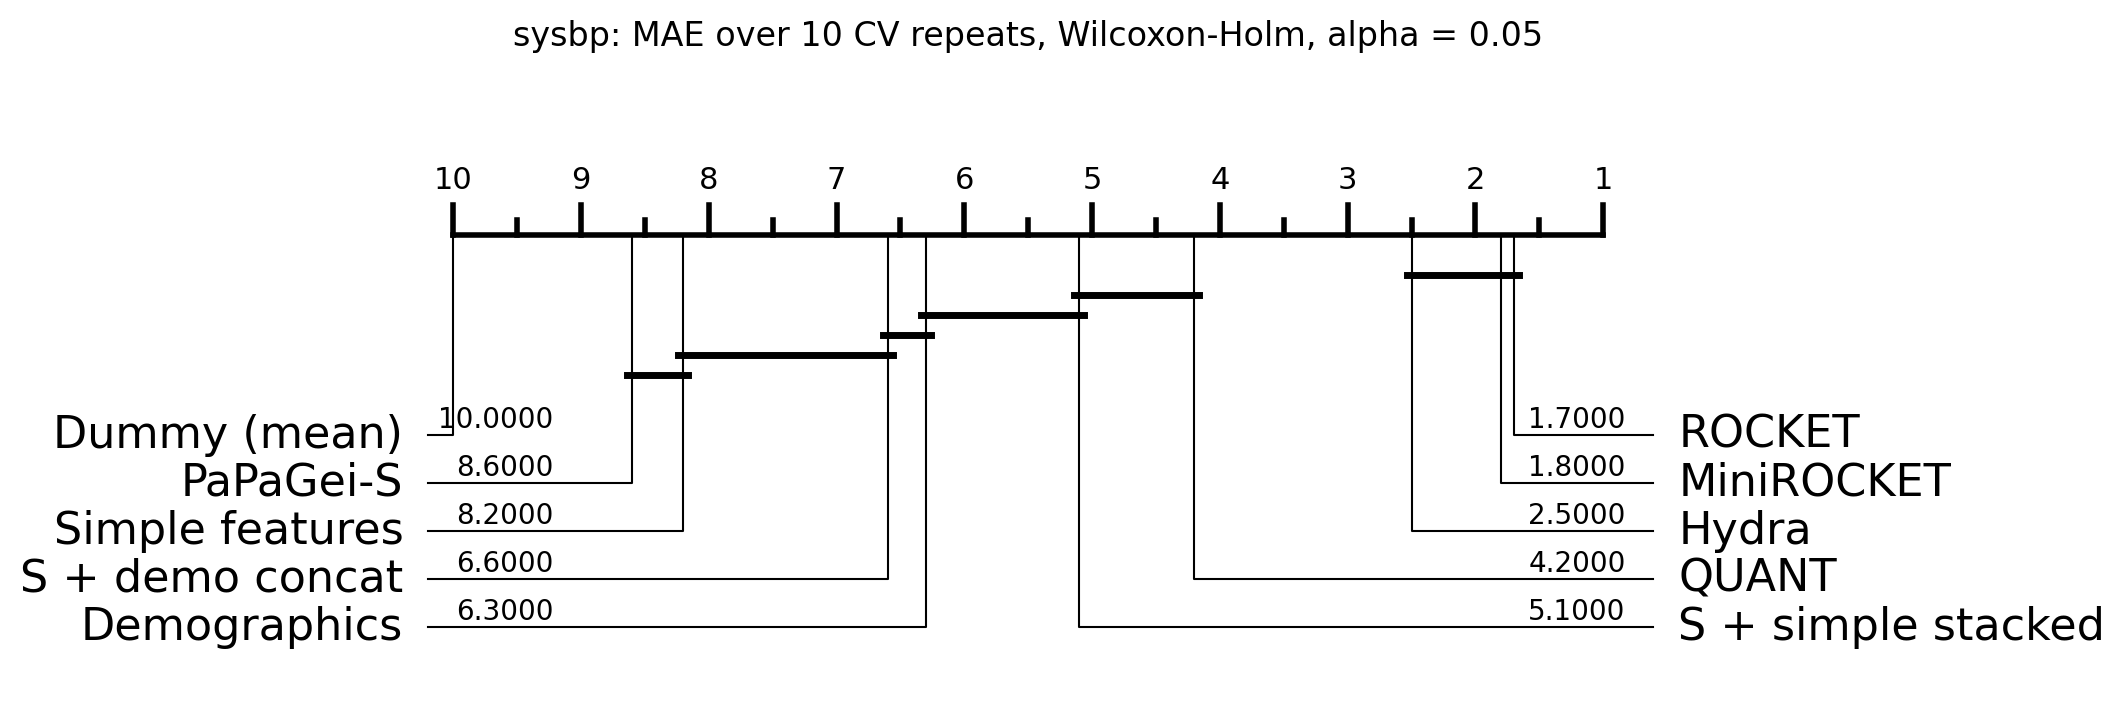 sysbp: MAE over 10 CV repeats, Wilcoxon-Holm, alpha = 0.05
10 9 8 7 6 5 4 3 2 1
Dummy (mean) 10.0000 1.7000 ROCKET
PaPaGei-S 8.6000 1.8000 MiniROCKET
Simple features 8.2000 2.5000 Hydra
S + demo concat 6.6000 4.2000 QUANT
Demographics 6.3000 5.1000 S + simple stacked